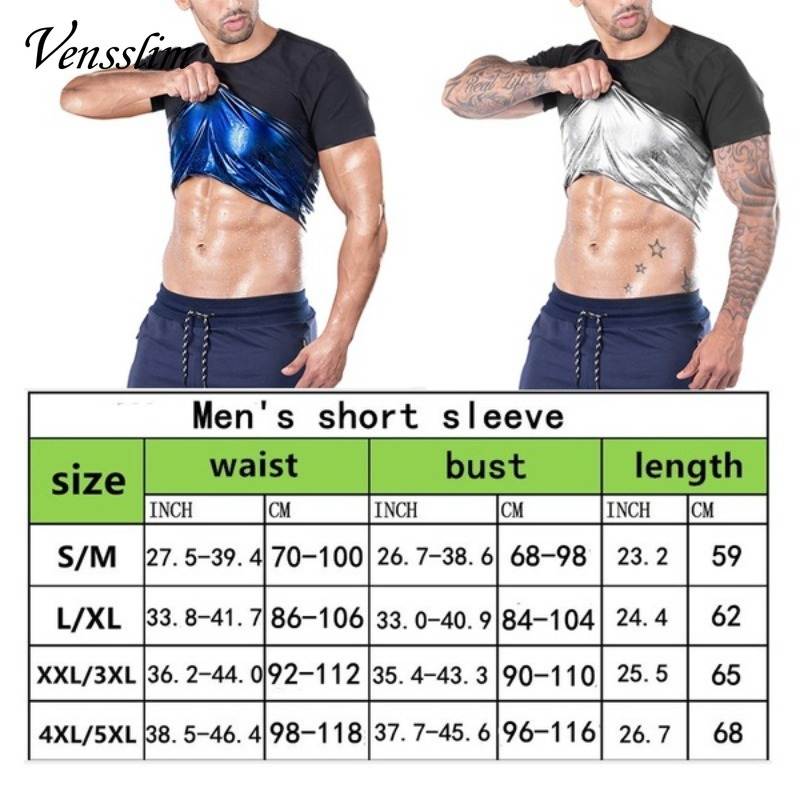 Vensslim
Real Life
Men's short sleeve
size waist bust length
INCH CM INCH CM INCH CM
S/M 27.5-39.4 70-100 26.7-38.6 68-98 23.2 59
L/XL 33.8-41.7 86-106 33.0-40.9 84-104 24.4 62
XXL/3XL 36.2-44.0 92-112 35.4-43.3 90-110 25.5 65
4XL/5XL 38.5-46.4 98-118 37.7-45.6 96-116 26.7 68